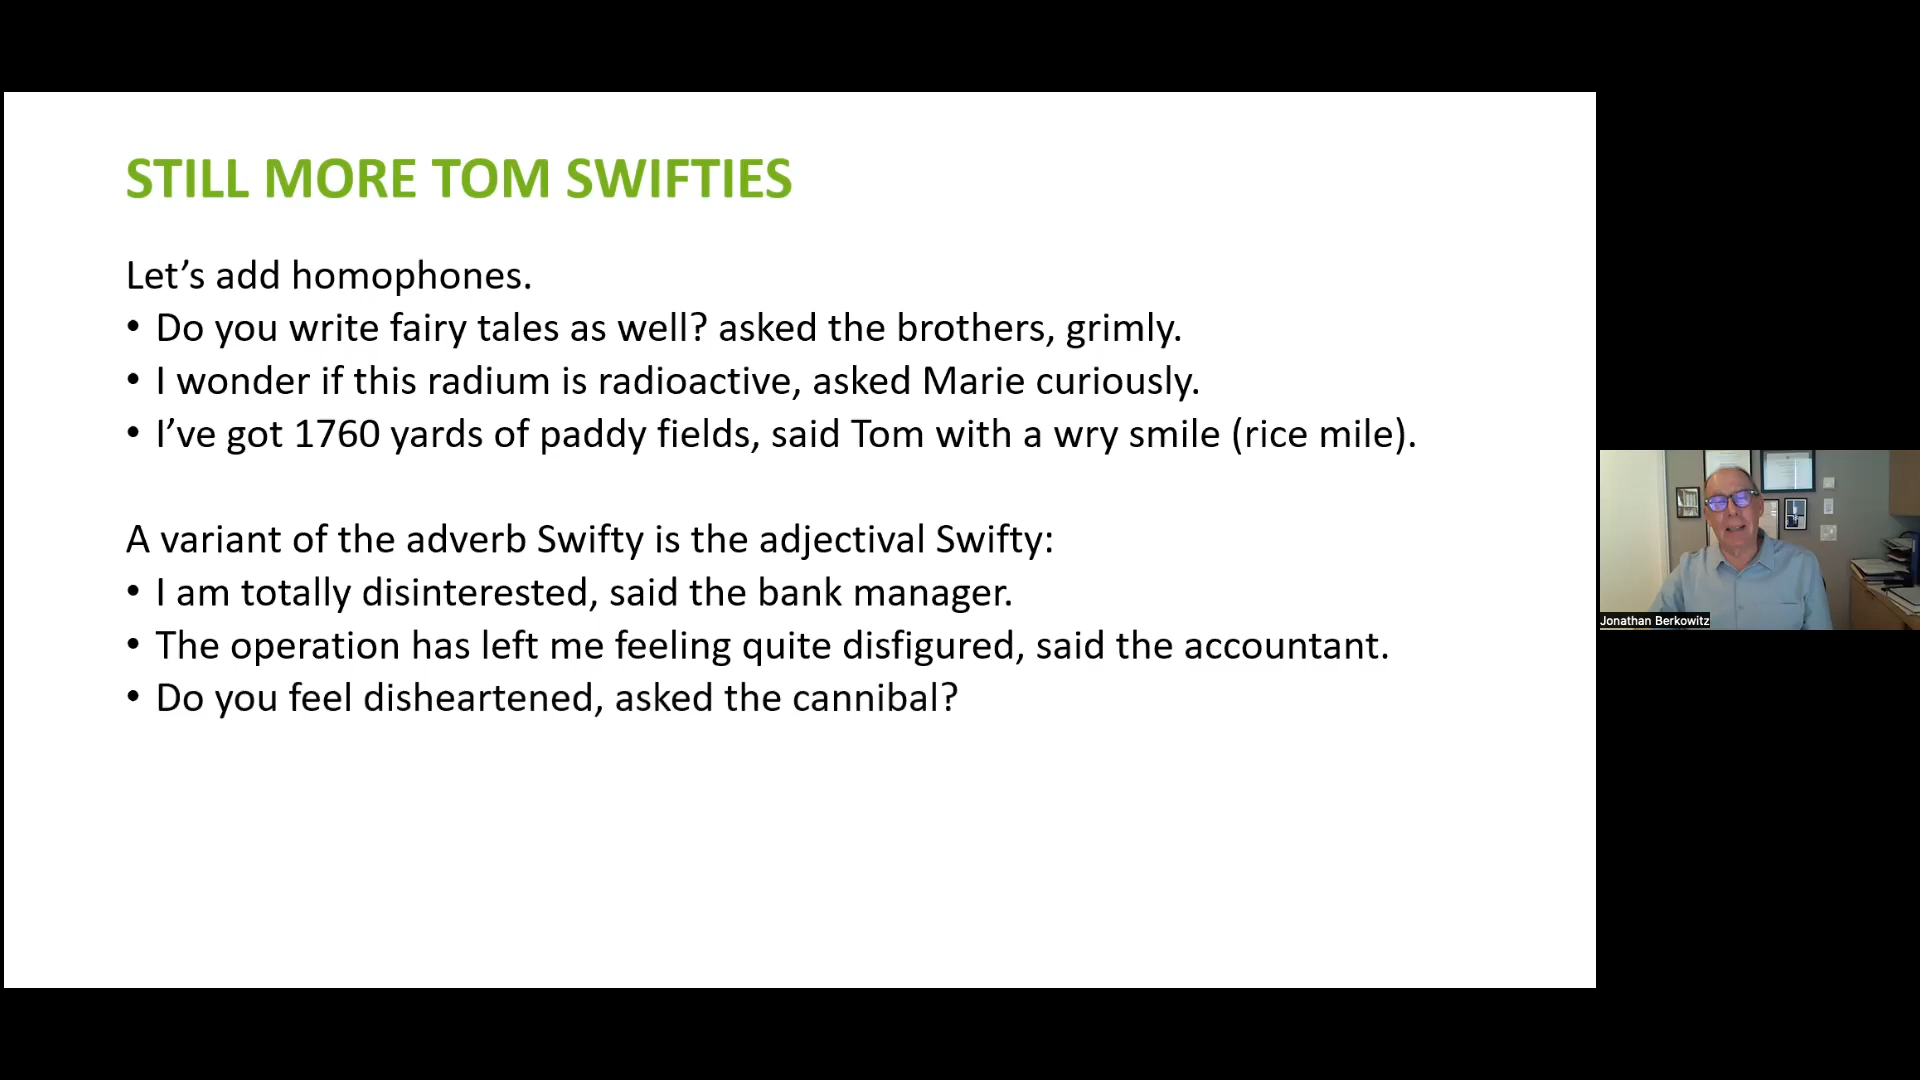 STILL MORE TOM SWIFTIES
Let’s add homophones.
• Do you write fairy tales as well? asked the brothers, grimly.
• I wonder if this radium is radioactive, asked Marie curiously.
• I’ve got 1760 yards of paddy fields, said Tom with a wry smile (rice mile).
A variant of the adverb Swifty is the adjectival Swifty:
• I am totally disinterested, said the bank manager.
• The operation has left me feeling quite disfigured, said the accountant.
• Do you feel disheartened, asked the cannibal?
Jonathan Berkowitz